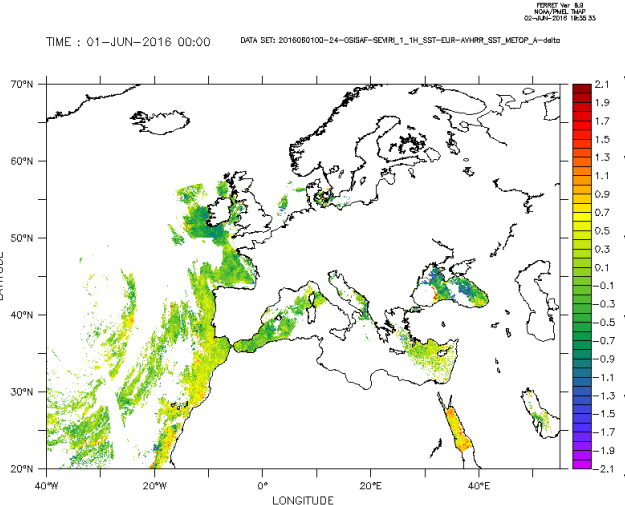 FERRET Ver 6.9
NOAA/PMEL TMAP
02-JUN-2016 19:35:33
TIME : 01-JUN-2016 00:00
DATA SET: 2016060100-24-OSISAF-SEVIRI_1_1H_SST-EUR-AVHRR_SST_METOP_A-delta
70°N
60°N
50°N
40°N
30°N
20°N
40°W
20°W
0°
20°E
40°E
LONGITUDE
2.1
1.9
1.7
1.5
1.3
1.1
0.9
0.7
0.5
0.3
0.1
-0.1
-0.3
-0.5
-0.7
-0.9
-1.1
-1.3
-1.5
-1.7
-1.9
-2.1